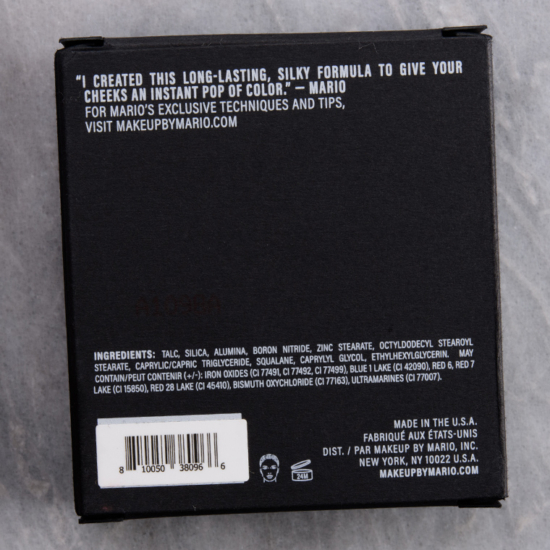 “I CREATED THIS LONG-LASTING, SILKY FORMULA TO GIVE YOUR
CHEEKS AN INSTANT POP OF COLOR.” — MARIO
FOR MARIO'S EXCLUSIVE TECHNIQUES AND TIPS,
VISIT MAKEUPBYMARIO.COM
INGREDIENTS: TALC, SILICA, ALUMINA, BORON NITRIDE, ZINC STEARATE, OCTYLDODECYL STEAROYL
STEARATE, CAPRYLIC/CAPRIC TRIGLYCERIDE, SQUALANE, CAPRYLYL GLYCOL, ETHYLHEXYLGLYCERIN. MAY
CONTAIN/PEUT CONTENIR (+/-): IRON OXIDES (CI 77491, CI 77492, CI 77499), BLUE 1 LAKE (CI 42090), RED 6, RED 7
LAKE (CI 15850), RED 28 LAKE (CI 45410), BISMUTH OXYCHLORIDE (CI 77163), ULTRAMARINES (CI 77007).
8 10050 38096 6
24M
MADE IN THE U.S.A.
FABRIQUÉ AUX ÉTATS-UNIS
DIST. / PAR MAKEUP BY MARIO, INC.
NEW YORK, NY 10022 U.S.A.
MAKEUPBYMARIO.COM